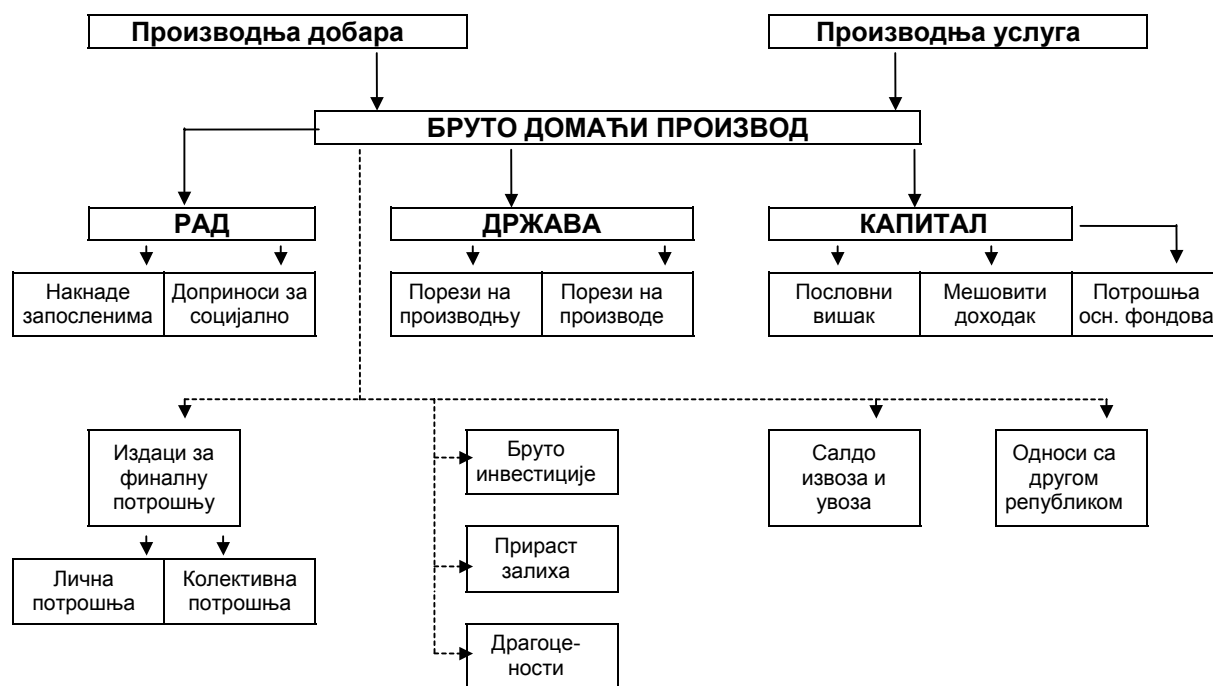 Производња добара
Производња услуга
БРУТО ДОМАЋИ ПРОИЗВОД
РАД
ДРЖАВА
КАПИТАЛ
Накнаде
запосленима
Доприноси за
социјално
Порези на
производњу
Порези на
производе
Пословни
вишак
Мешовити
доходак
Потрошња
осн. фондова
Издаци за
финалну
потрошњу
Бруто
инвестиције
Салдо
извоза и
увоза
Односи са
другом
републиком
Прираст
залиха
Лична
потрошња
Колективна
потрошња
Драгоце-
ности